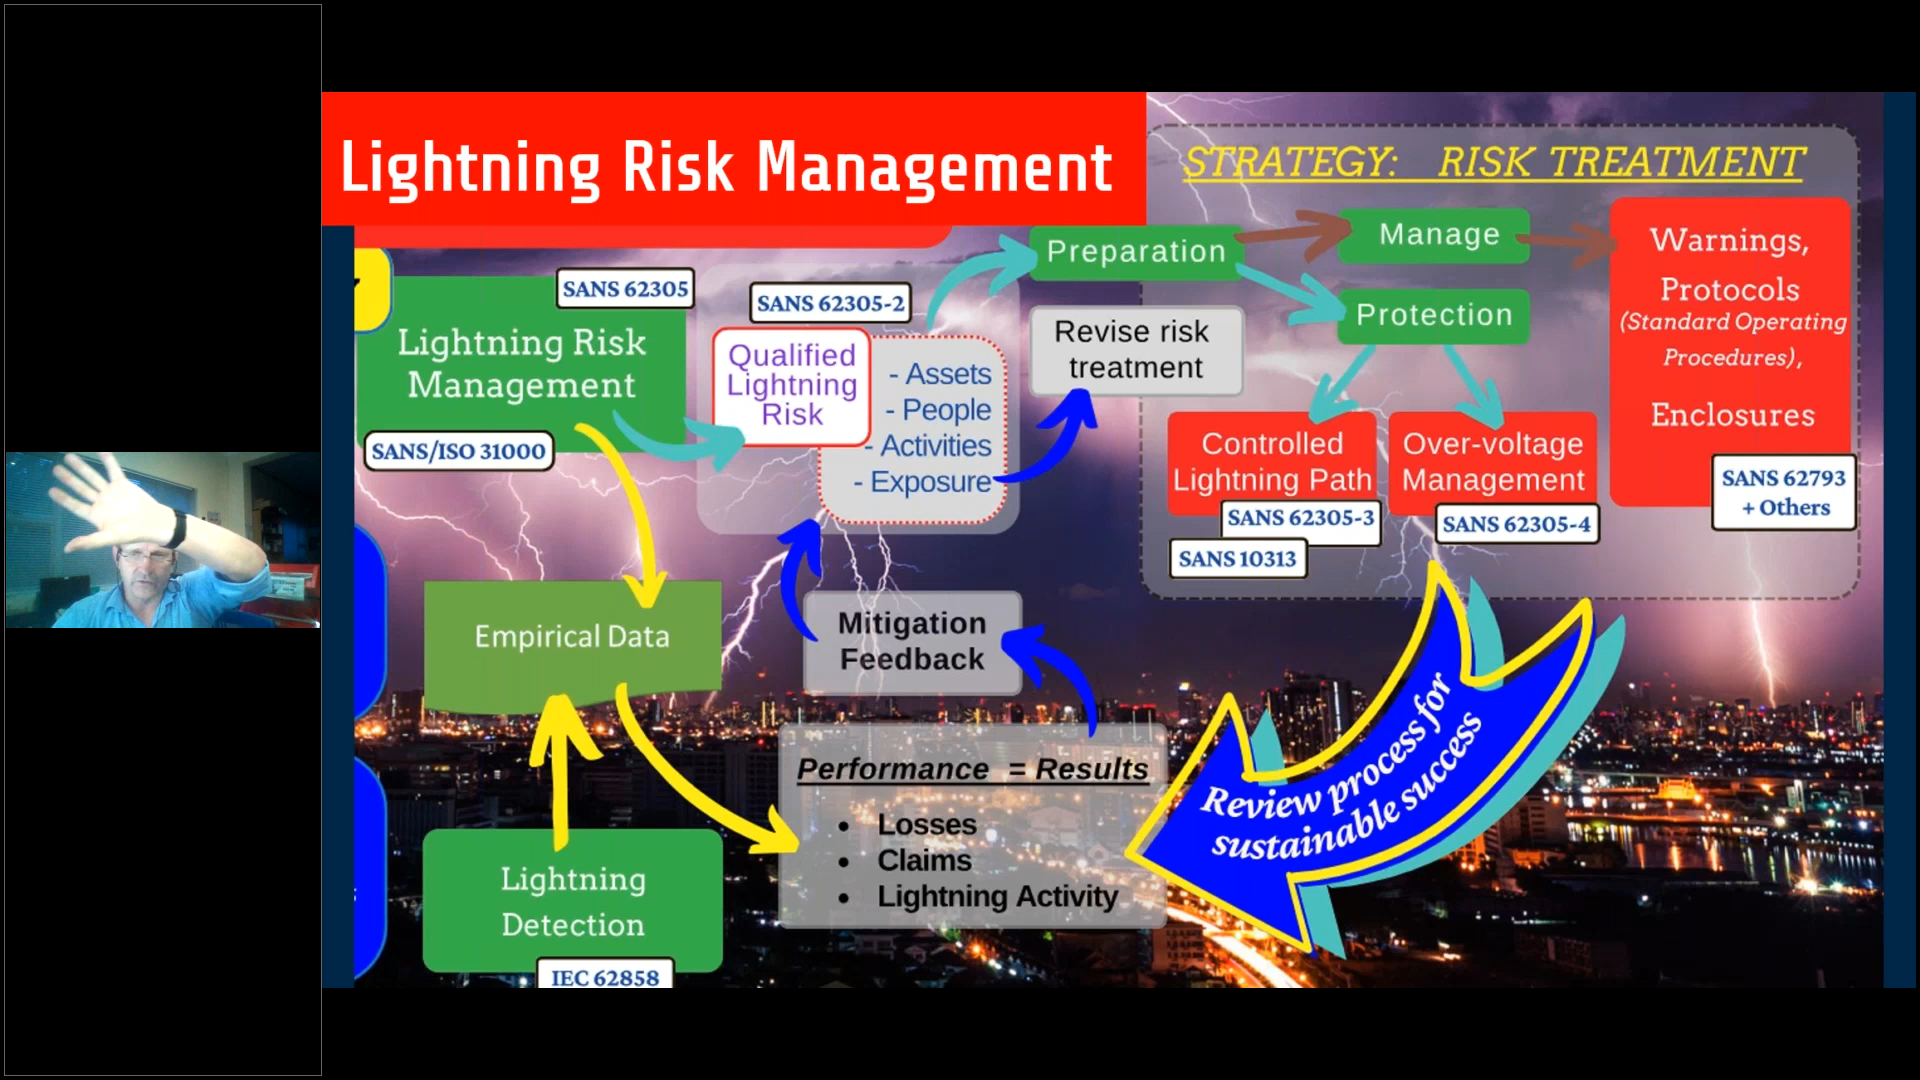 Lightning Risk Management
STRATEGY: RISK TREATMENT
SANS 62305
Lightning Risk
Management
SANS/ISO 31000
SANS 62305-2
Qualified
Lightning
Risk
- Assets
- People
- Activities
- Exposure
Preparation
Revise risk
treatment
Manage
Protection
Warnings,
Protocols
(Standard Operating
Procedures),
Enclosures
SANS 62793
+ Others
Controlled
Lightning Path
SANS 62305-3
SANS 10313
Over-voltage
Management
SANS 62305-4
Empirical Data
Mitigation
Feedback
Performance = Results
• Losses
• Claims
• Lightning Activity
Review process for
sustainable success
Lightning
Detection
IEC 62858